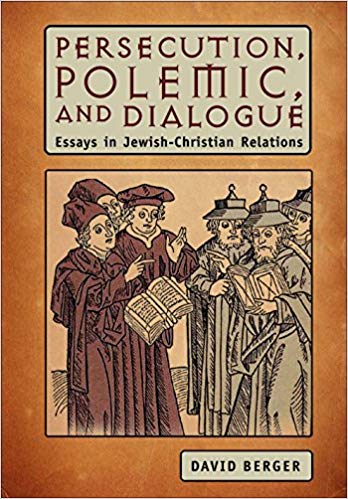 PERSECUTION,
POLEMIC,
AND DIALOGUE
Essays in Jewish-Christian Relations
DAVID BERGER